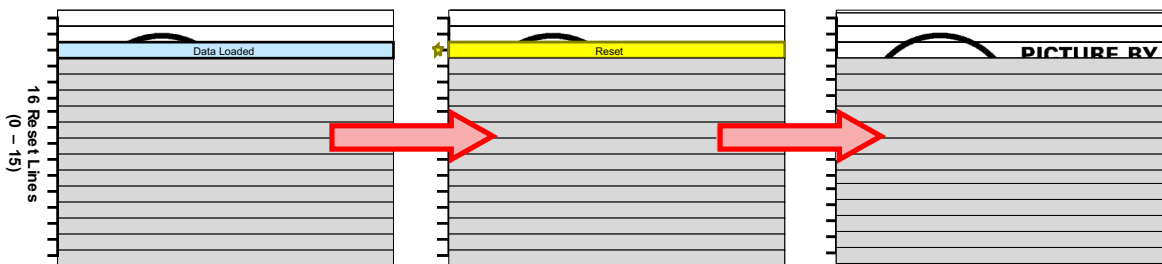 16 Reset Lines
(0 – 15)
Data Loaded
Reset
PICTURE BY